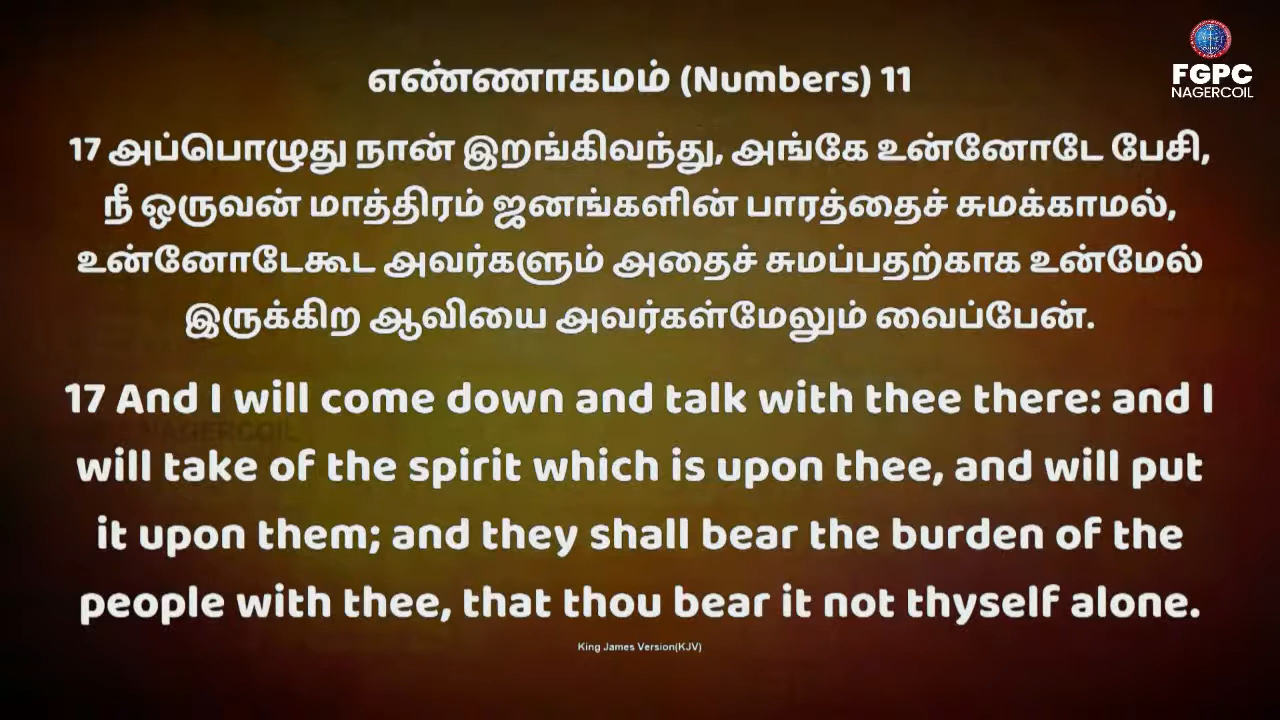 எண்ணாகமம் (Numbers) 11
FGPC
NAGERCOIL
17 அப்பொழுது நான் இறங்கிவந்து, அங்கே உன்னோடே பேசி,
நீ ஒருவன் மாத்திரம் ஜனங்களின் பாரத்தைச் சுமக்காமல்,
உன்னோடேகூட அவர்களும் அதைச் சுமப்பதற்காக உன்மேல்
இருக்கிற ஆவியை அவர்கள்மேலும் வைப்பேன்.
17 And I will come down and talk with thee there: and I
will take of the spirit which is upon thee, and will put
it upon them; and they shall bear the burden of the
people with thee, that thou bear it not thyself alone.
King James Version(KJV)